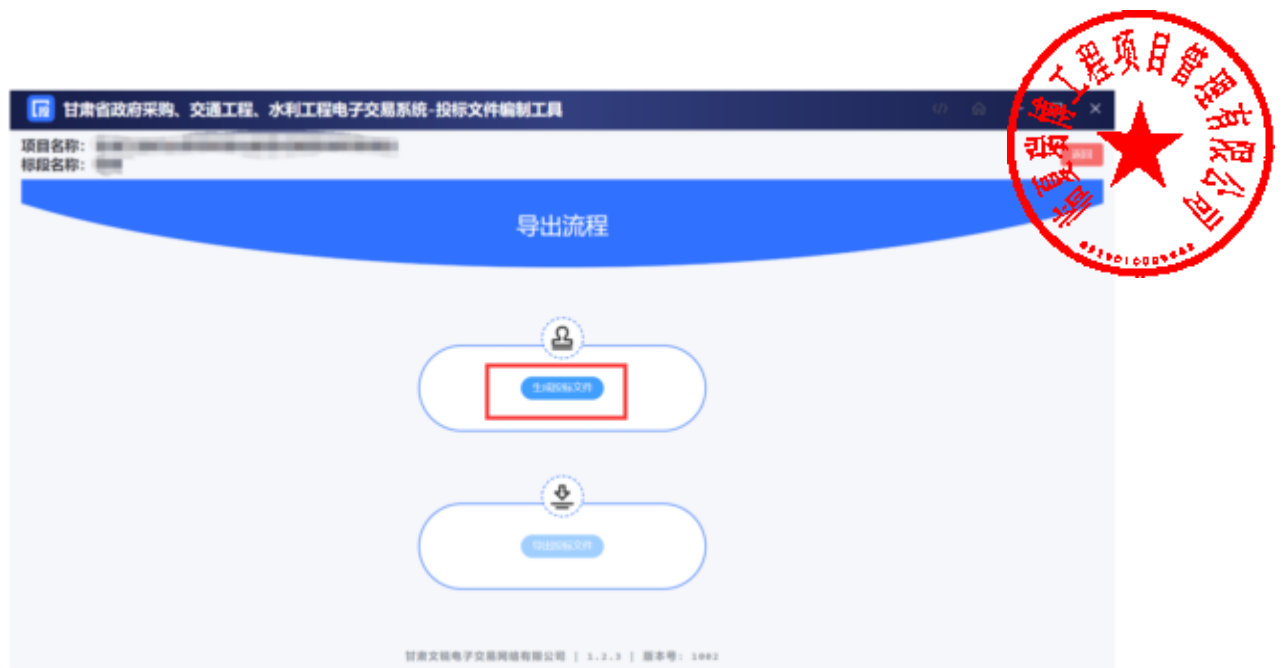 甘肃省政府采购、交通工程、水利工程电子交易系统-投标文件编制工具
项目名称：
标段名称：
返回
导出流程
生成投标文件
导出投标文件
甘肃文锐电子交易网络有限公司 | 1.2.3 | 版本号: 1002
工程项目管理有限公司